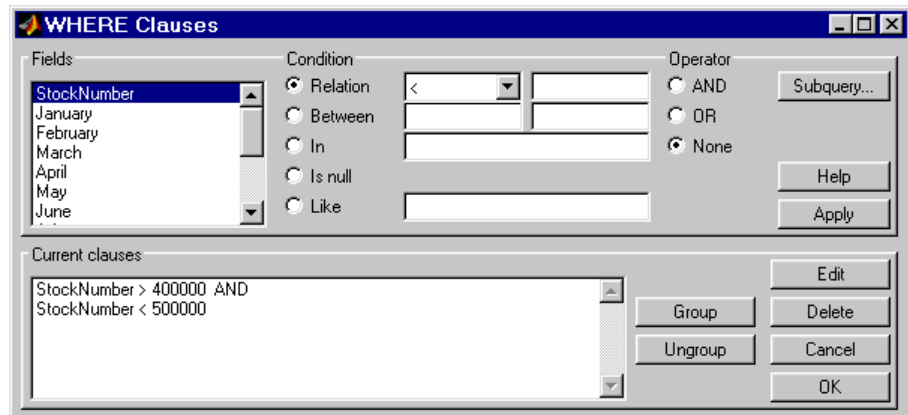 WHERE Clauses
Fields
StockNumber
January
February
March
April
May
June
Condition
Relation <
Between
In
Is null
Like
Operator
AND
OR
None
Subquery...
Help
Apply
Current clauses
StockNumber > 400000 AND
StockNumber < 500000
Group
Ungroup
Edit
Delete
Cancel
OK